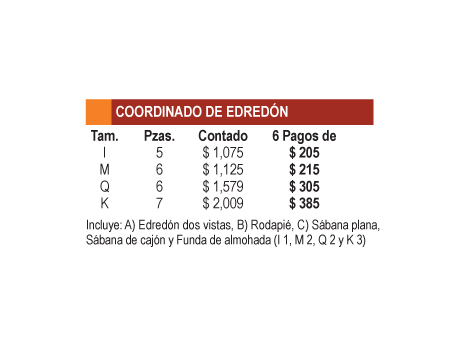 COORDINADO DE EDREDÓN
Tam. Pzas. Contado 6 Pagos de
I 5 $ 1,075 $ 205
M 6 $ 1,125 $ 215
Q 6 $ 1,579 $ 305
K 7 $ 2,009 $ 385
Incluye: A) Edredón dos vistas, B) Rodapié, C) Sábana plana,
Sábana de cajón y Funda de almohada (I 1, M 2, Q 2 y K 3)